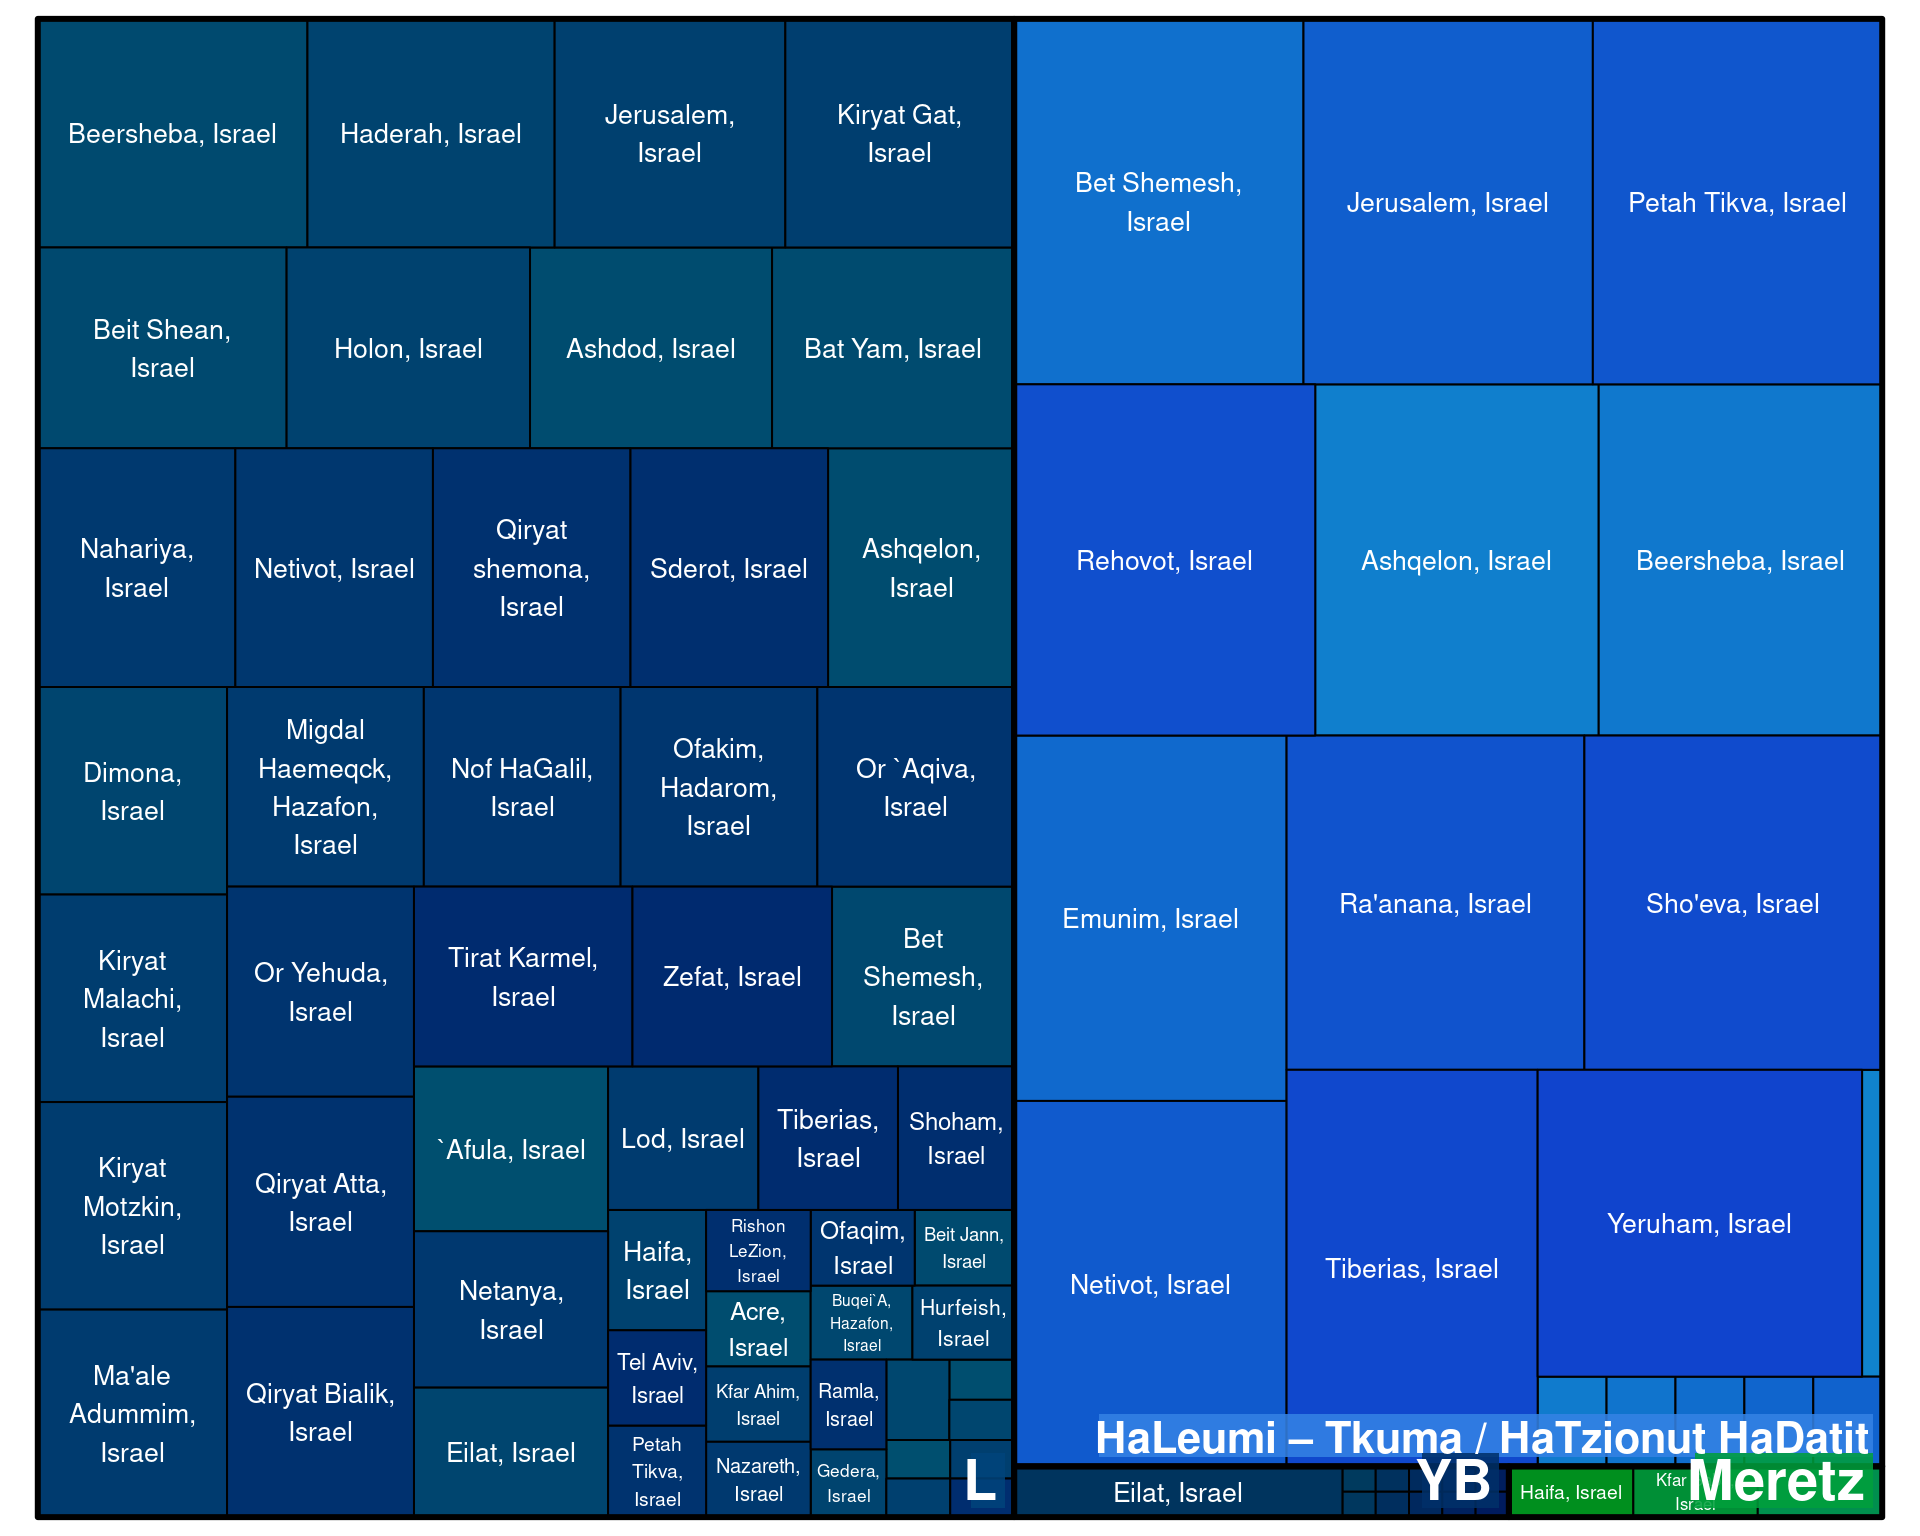 Beersheba, Israel
Haderah, Israel
Jerusalem,
Israel
Kiryat Gat,
Israel
Beit Shean,
Israel
Holon, Israel
Ashdod, Israel
Bat Yam, Israel
Nahariya,
Israel
Netivot, Israel
Qiryat
shemona,
Israel
Sderot, Israel
Ashqelon,
Israel
Dimona,
Israel
Migdal
Haemeqck,
Hazafon,
Israel
Nof HaGalil,
Israel
Ofakim,
Hadarom,
Israel
Or `Aqiva,
Israel
Kiryat
Malachi,
Israel
Or Yehuda,
Israel
Tirat Karmel,
Israel
Zefat, Israel
Bet
Shemesh,
Israel
Kiryat
Motzkin,
Israel
Qiryat Atta,
Israel
`Afula, Israel
Lod, Israel
Tiberias,
Israel
Shoham,
Israel
Ma'ale
Adummim,
Israel
Qiryat Bialik,
Israel
Netanya,
Israel
Eilat, Israel
Haifa,
Israel
Rishon
LeZion,
Israel
Ofaqim,
Israel
Beit Jann,
Israel
Acre,
Israel
Buqei`A,
Hazafon,
Israel
Hurfeish,
Israel
Tel Aviv,
Israel
Kfar Ahim,
Israel
Ramla,
Israel
Petah
Tikva,
Israel
Nazareth,
Israel
Gedera,
Israel
L
Bet Shemesh,
Israel
Jerusalem, Israel
Petah Tikva, Israel
Rehovot, Israel
Ashqelon, Israel
Beersheba, Israel
Emunim, Israel
Ra'anana, Israel
Sho'eva, Israel
Netivot, Israel
Tiberias, Israel
Yeruham, Israel
HaLeumi – Tkuma / HaTzionut HaDatit
Eilat, Israel
YB
Haifa, Israel
Kfar
Israel
Meretz